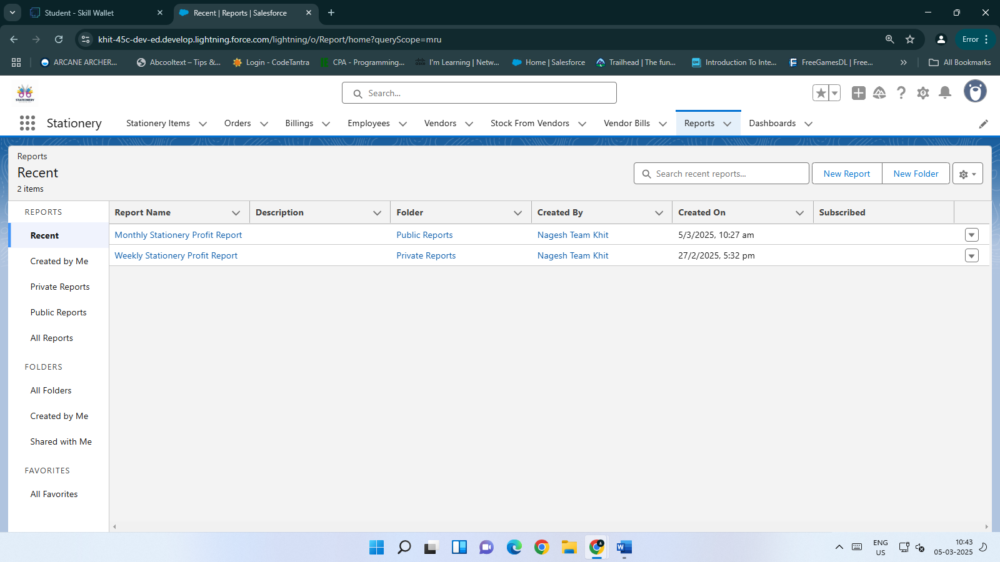 Student - Skill Wallet
Recent | Reports | Salesforce
khit-45c-dev-ed.develop.lightning.force.com/lightning/o/Report/home?queryScope=mru
Error
ARCANE ARCHER...
Abcooltext – Tips &...
Login - CodeTantra
CPA - Programming...
I'm Learning | Netw...
Home | Salesforce
Trailhead | The fun...
Introduction To Inte...
FreeGamesDL | Free...
All Bookmarks
STATIONERY
Search...
Stationery
Stationery Items
Orders
Billings
Employees
Vendors
Stock From Vendors
Vendor Bills
Reports
Dashboards
Reports
Recent
2 items
Search recent reports...
New Report
New Folder
REPORTS
Recent
Created by Me
Private Reports
Public Reports
All Reports
FOLDERS
All Folders
Created by Me
Shared with Me
FAVORITES
All Favorites
Report Name Description Folder Created By Created On Subscribed
Monthly Stationery Profit Report Public Reports Nagesh Team Khit 5/3/2025, 10:27 am
Weekly Stationery Profit Report Private Reports Nagesh Team Khit 27/2/2025, 5:32 pm
ENG
US
10:43
05-03-2025